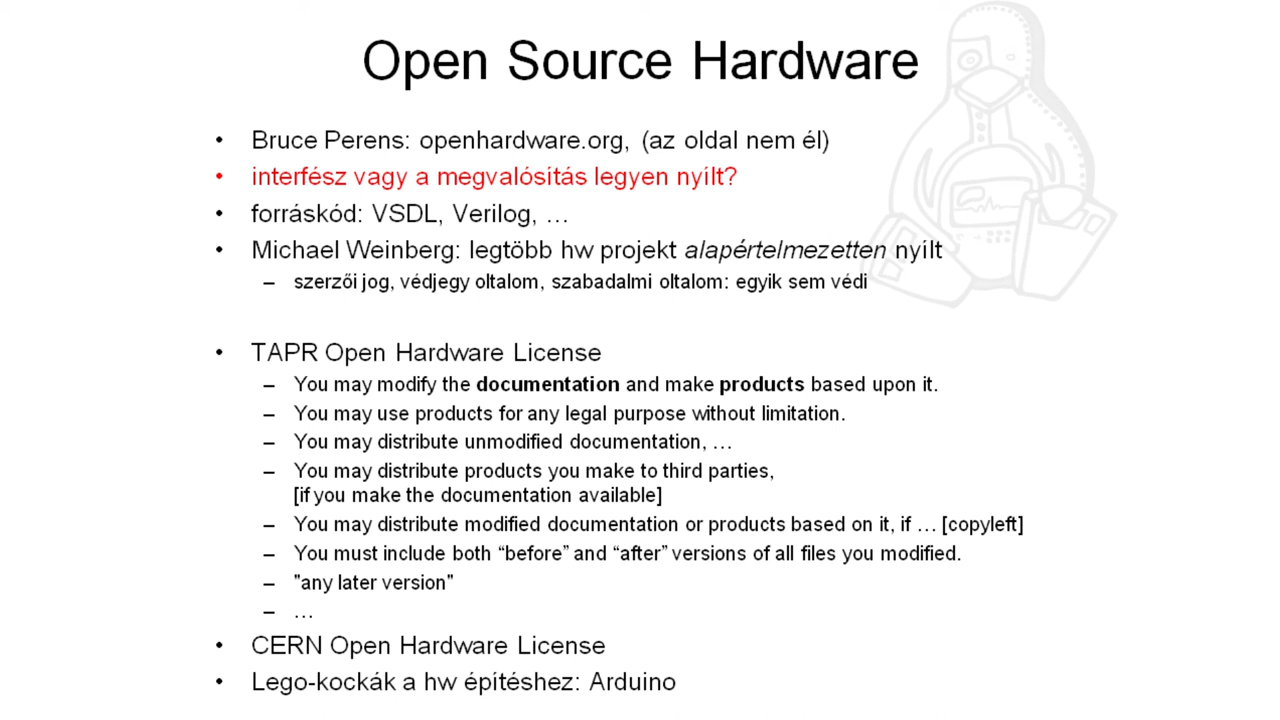 Open Source Hardware
• Bruce Perens: openhardware.org, (az oldal nem él)
• interfész vagy a megvalósítás legyen nyílt?
• forráskód: VSDL, Verilog, …
• Michael Weinberg: legtöbb hw projekt alapértelmezetten nyílt
– szerzői jog, védjegy oltalom, szabadalmi oltalom: egyik sem védi
• TAPR Open Hardware License
– You may modify the documentation and make products based upon it.
– You may use products for any legal purpose without limitation.
– You may distribute unmodified documentation, …
– You may distribute products you make to third parties,
[if you make the documentation available]
– You may distribute modified documentation or products based on it, if … [copyleft]
– You must include both “before” and “after” versions of all files you modified.
– "any later version"
– …
• CERN Open Hardware License
• Lego-kockák a hw építéshez: Arduino